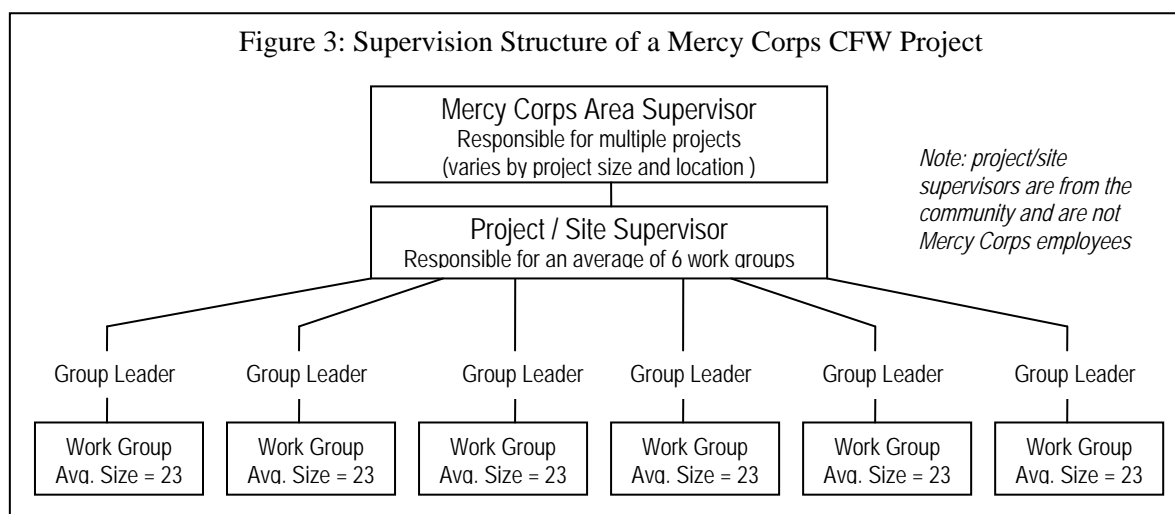 Figure 3: Supervision Structure of a Mercy Corps CFW Project
Mercy Corps Area Supervisor
Responsible for multiple projects
(varies by project size and location )
Note: project/site
supervisors are from the
community and are not
Mercy Corps employees
Project / Site Supervisor
Responsible for an average of 6 work groups
Group Leader
Group Leader
Group Leader
Group Leader
Group Leader
Group Leader
Work Group
Avg. Size = 23
Work Group
Avg. Size = 23
Work Group
Avg. Size = 23
Work Group
Avg. Size = 23
Work Group
Avg. Size = 23
Work Group
Avg. Size = 23